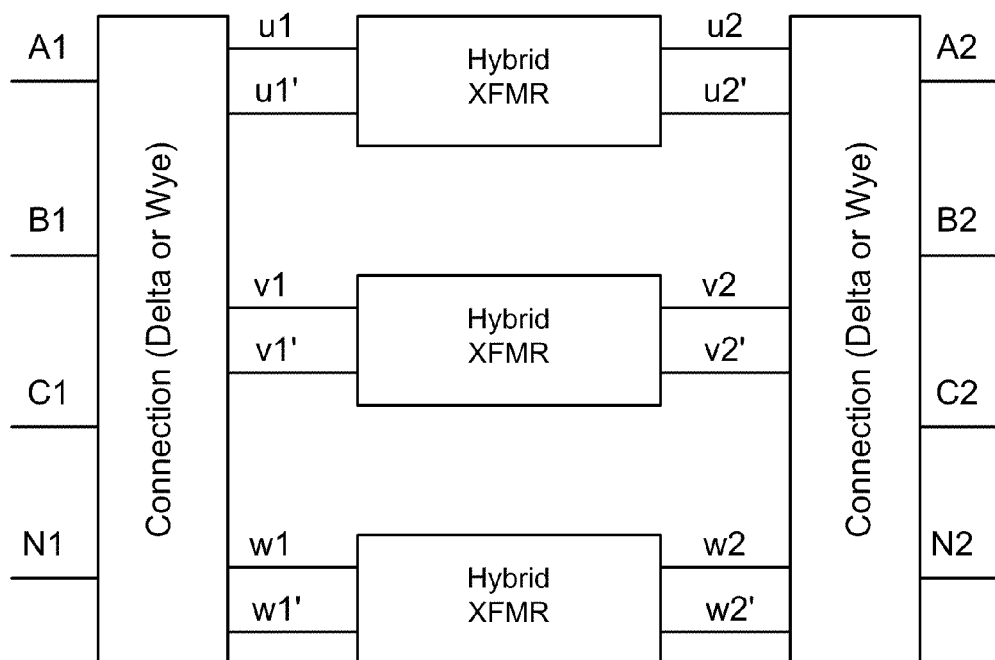 A1
u1
Hybrid
XFMR
u2
A2
u1'
u2'
B1
Connection (Delta or Wye)
Connection (Delta or Wye)
B2
v1
Hybrid
XFMR
v2
v1'
v2'
C1
C2
N1
w1
Hybrid
XFMR
w2
N2
w1'
w2'